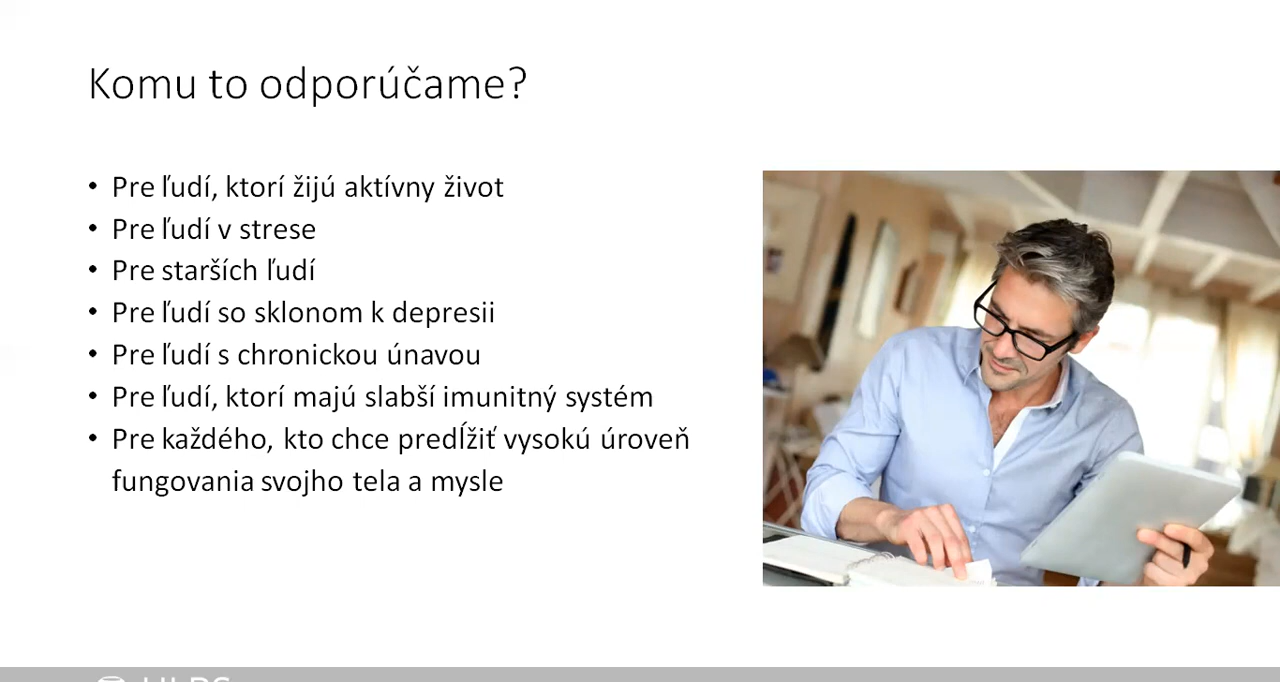 Komu to odporúčame?
• Pre ľudí, ktorí žijú aktívny život
• Pre ľudí v strese
• Pre starších ľudí
• Pre ľudí so sklonom k depresii
• Pre ľudí s chronickou únavou
• Pre ľudí, ktorí majú slabší imunitný systém
• Pre každého, kto chce predĺžiť vysokú úroveň
fungovania svojho tela a mysle